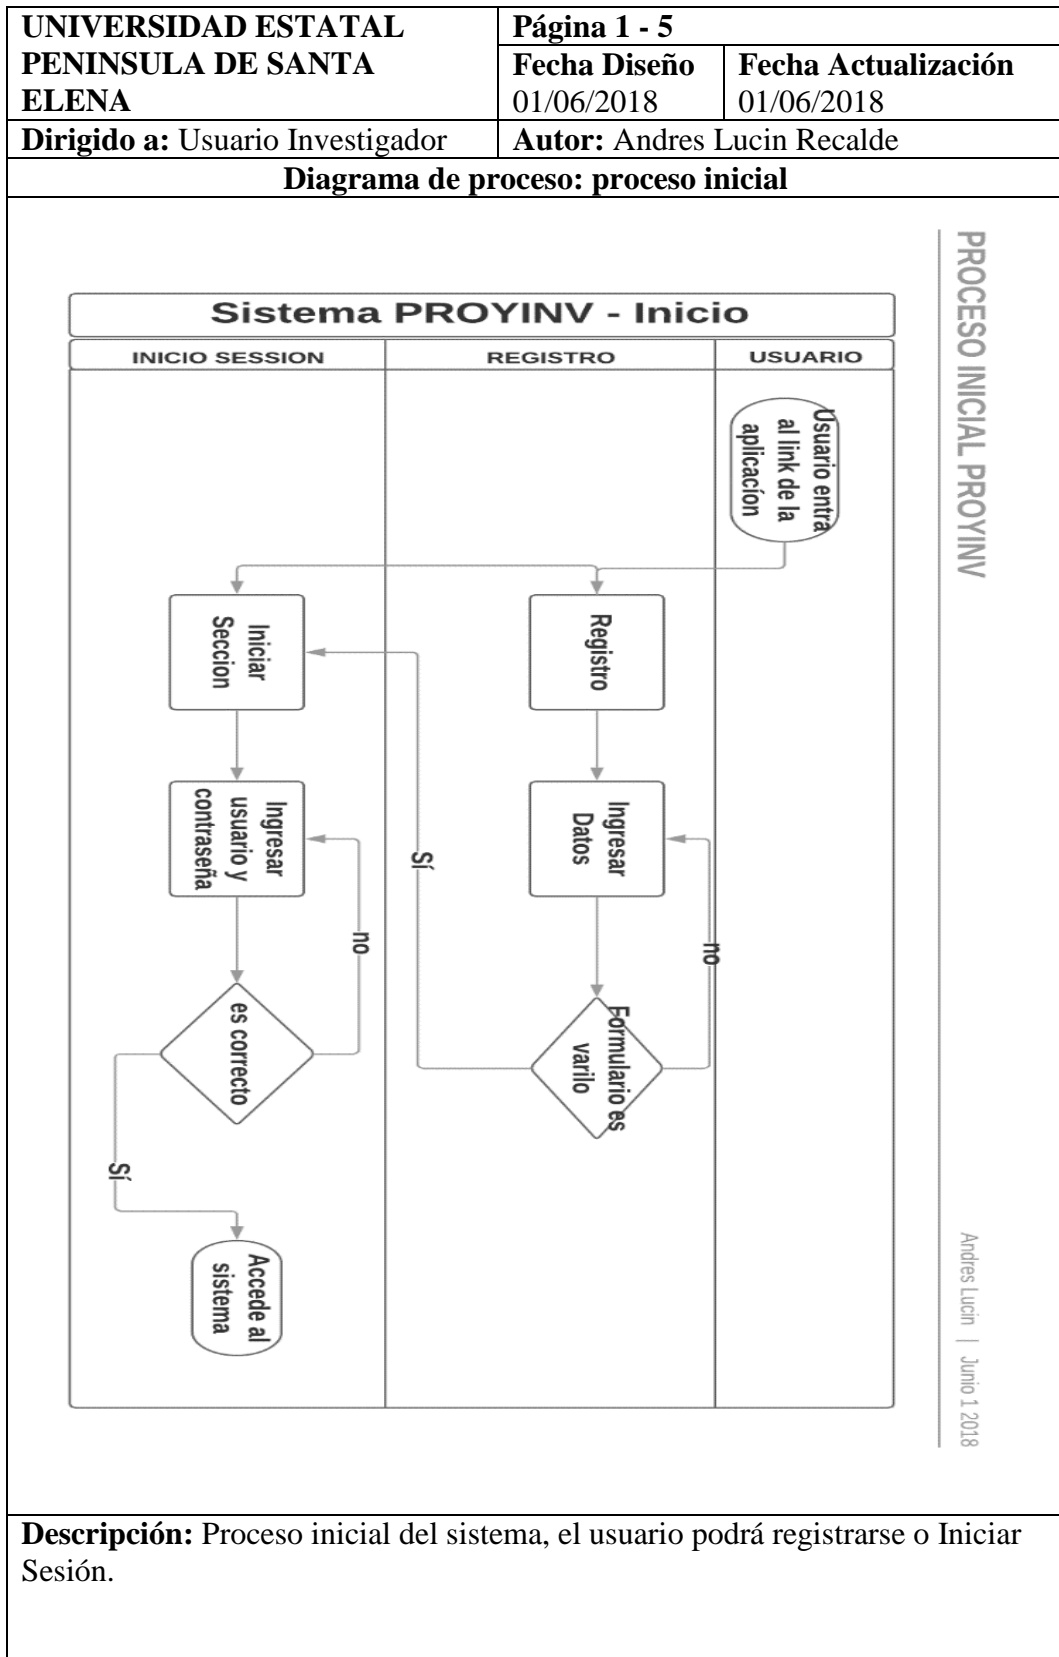 UNIVERSIDAD ESTATAL
PENINSULA DE SANTA
ELENA
Página 1 - 5
Fecha Diseño
01/06/2018
Fecha Actualización
01/06/2018
Dirigido a: Usuario Investigador
Autor: Andres Lucin Recalde
Diagrama de proceso: proceso inicial
PROCESO INICIAL PROYINV
Andres Lucin | Junio 1 2018
Sistema PROYINV - Inicio
INICIO SESSION
REGISTRO
USUARIO
Usuario entra
al link de la
aplicacíon
Registro
Ingresar
Datos
no
Formulario es
varilo
Sí
Iniciar
Seccion
Ingresar
usuario y
contraseña
no
es correcto
Sí
Accede al
sistema
Descripción: Proceso inicial del sistema, el usuario podrá registrarse o Iniciar
Sesión.